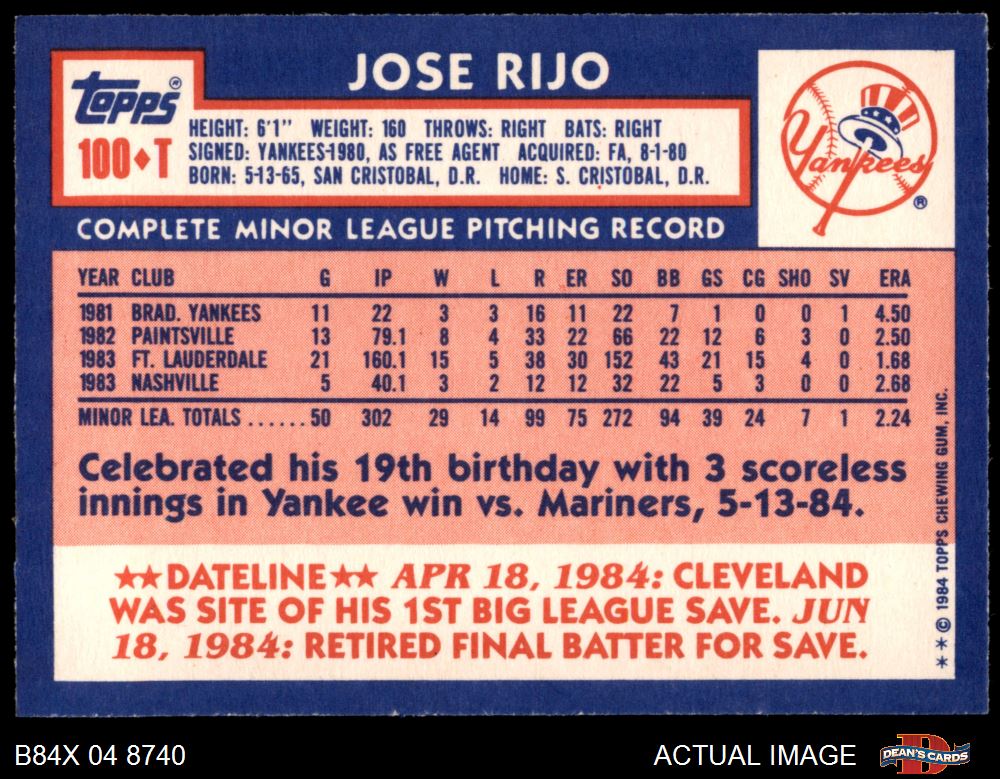 JOSE RIJO
Topps®
100♦T
HEIGHT: 6'1" WEIGHT: 160 THROWS: RIGHT BATS: RIGHT
SIGNED: YANKEES-1980, AS FREE AGENT ACQUIRED: FA, 8-1-80
BORN: 5-13-65, SAN CRISTOBAL, D.R. HOME: S. CRISTOBAL, D.R.
Yankees®
COMPLETE MINOR LEAGUE PITCHING RECORD
YEAR CLUB G IP W L R ER SO BB GS CG SHO SV ERA
1981 BRAD. YANKEES 11 22 3 3 16 11 22 7 1 0 0 1 4.50
1982 PAINTSVILLE 13 79.1 8 4 33 22 66 22 12 6 3 0 2.50
1983 FT. LAUDERDALE 21 160.1 15 5 38 30 152 43 21 15 4 0 1.68
1983 NASHVILLE 5 40.1 3 2 12 12 32 22 5 3 0 0 2.68
MINOR LEA. TOTALS ...... 50 302 29 14 99 75 272 94 39 24 7 1 2.24
Celebrated his 19th birthday with 3 scoreless
innings in Yankee win vs. Mariners, 5-13-84.
★★DATELINE★★ APR 18, 1984: CLEVELAND
WAS SITE OF HIS 1ST BIG LEAGUE SAVE. JUN
18, 1984: RETIRED FINAL BATTER FOR SAVE.
** © 1984 TOPPS CHEWING GUM, INC.
B84X 04 8740
ACTUAL IMAGE
DEAN'S CARDS